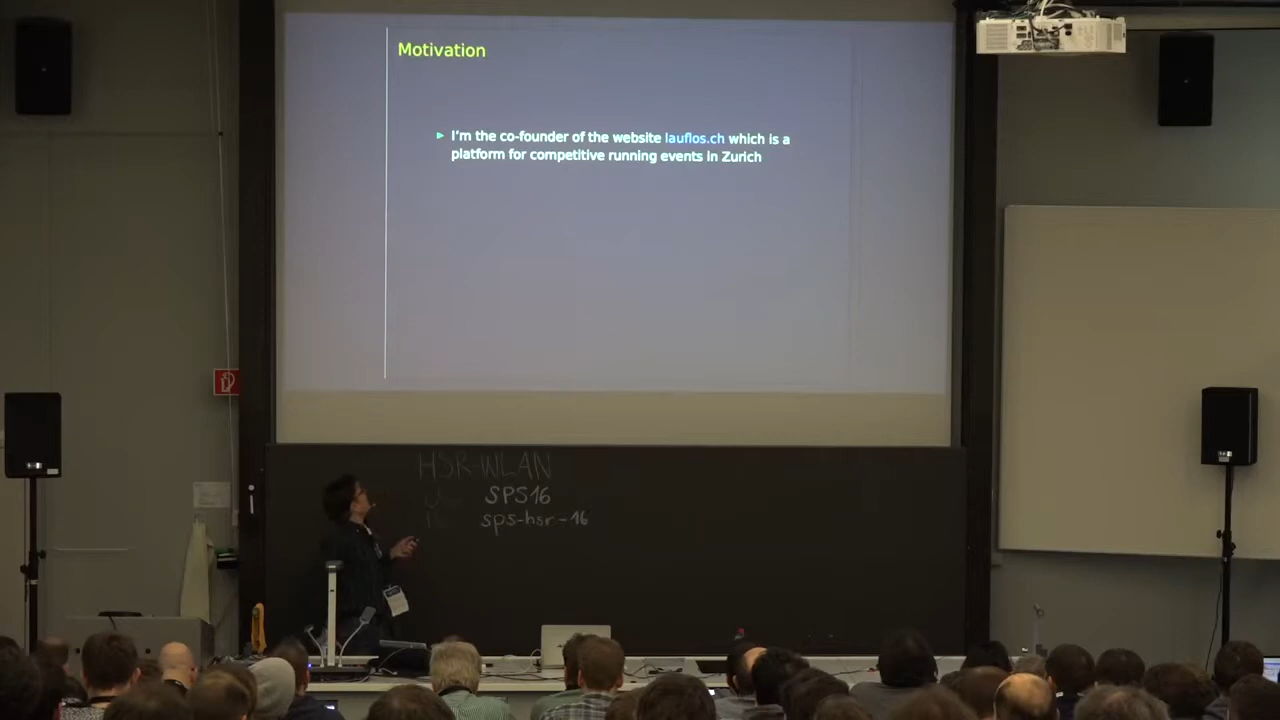 Motivation
I'm the co-founder of the website lauflos.ch which is a
platform for competitive running events in Zurich
HSR-WLAN
SPS16
sps-hsr-16